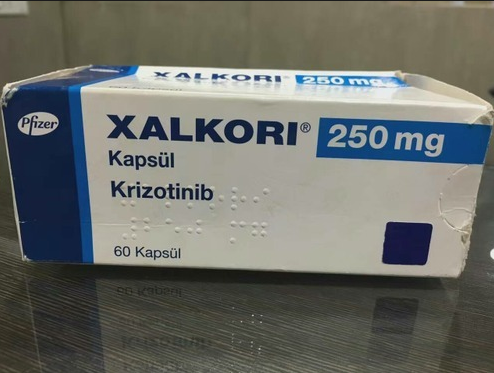 XALKORI® 250 mg
Pfizer
XALKORI® 250 mg
Kapsül
Krizotinib
60 Kapsül